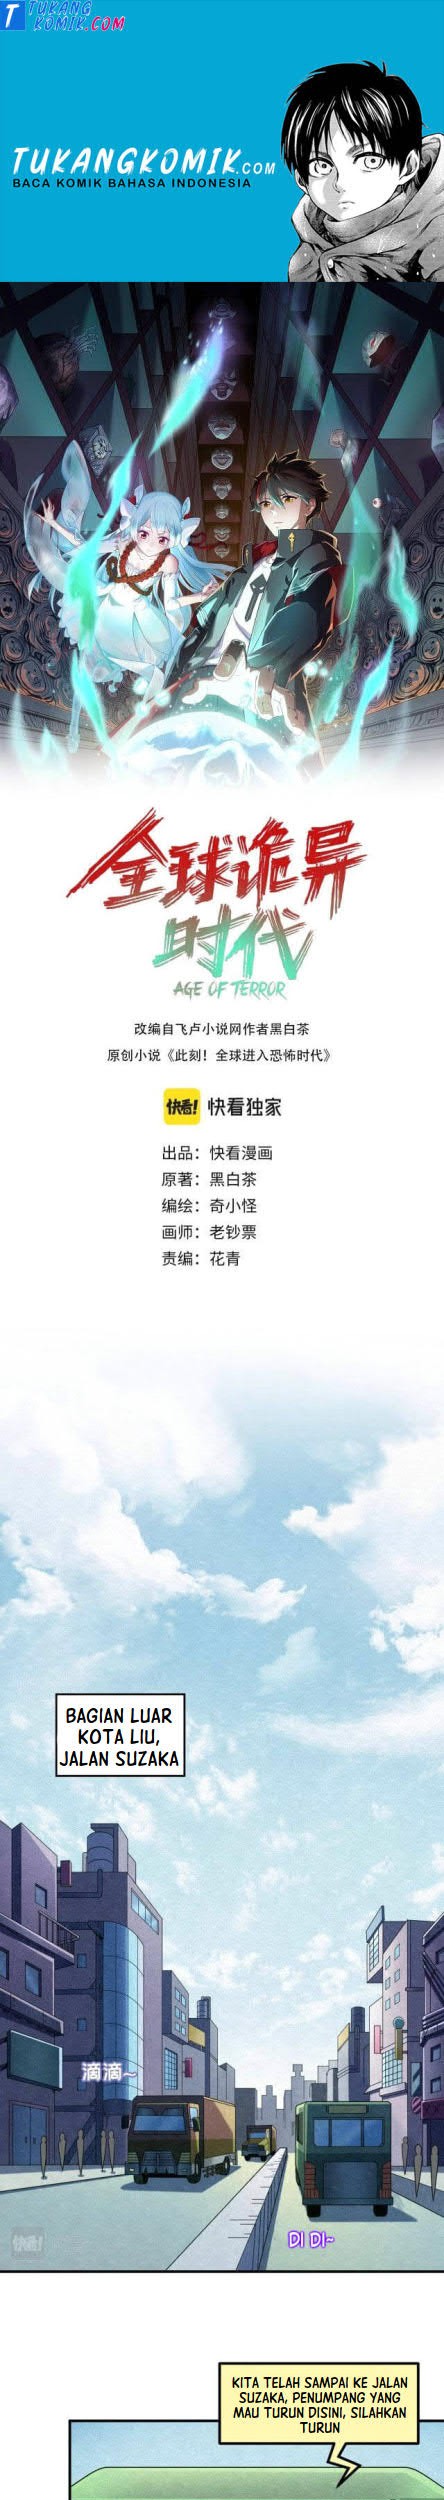 TUKANG
KOMIK.COM
TUKANGKOMIK.COM
BACA KOMIK BAHASA INDONESIA
全球诡异
时代
AGE OF TERROR
改编自飞卢小说网作者黑白茶
原创小说《此刻！全球进入恐怖时代》
快看! 快看独家
出品：快看漫画
原著：黑白茶
编绘：奇小怪
画师：老钞票
责编：花青
BAGIAN LUAR
KOTA LIU,
JALAN SUZAKA
滴滴~
DI DI~
快看!
KITA TELAH SAMPAI KE JALAN
SUZAKA, PENUMPANG YANG
MAU TURUN DISINI, SILAHKAN
TURUN